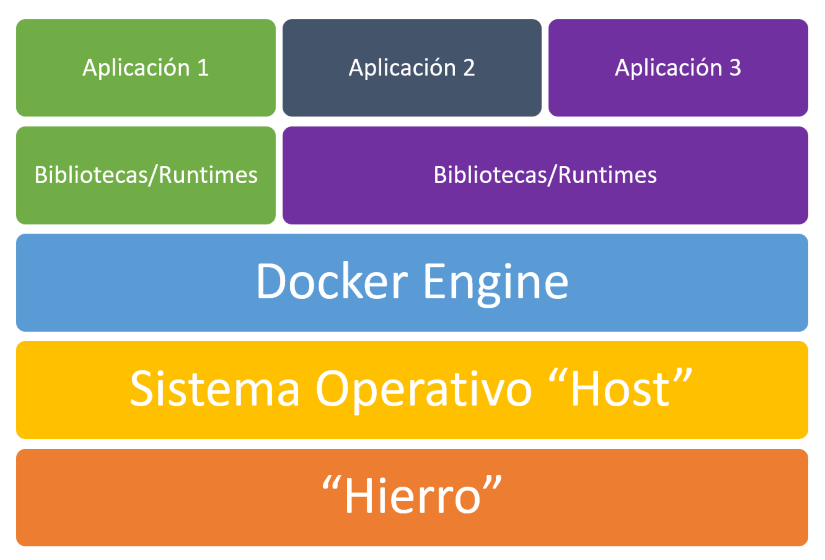 Aplicación 1
Aplicación 2
Aplicación 3
Bibliotecas/Runtimes
Bibliotecas/Runtimes
Docker Engine
Sistema Operativo “Host”
“Hierro”